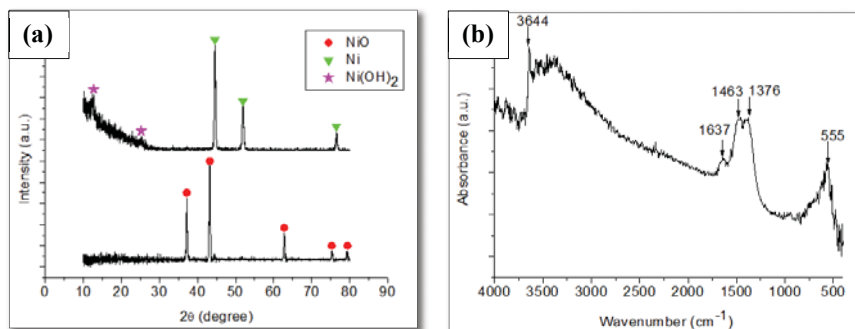 (a)
NiO
Ni
Ni(OH)2
Intensity (a.u.)
0 10 20 30 40 50 60 70 80 90
2θ (degree)
(b)
3644
1463 1376
1637
555
Absorbance (a.u.)
4000 3500 3000 2500 2000 1500 1000 500
Wavenumber (cm-1)